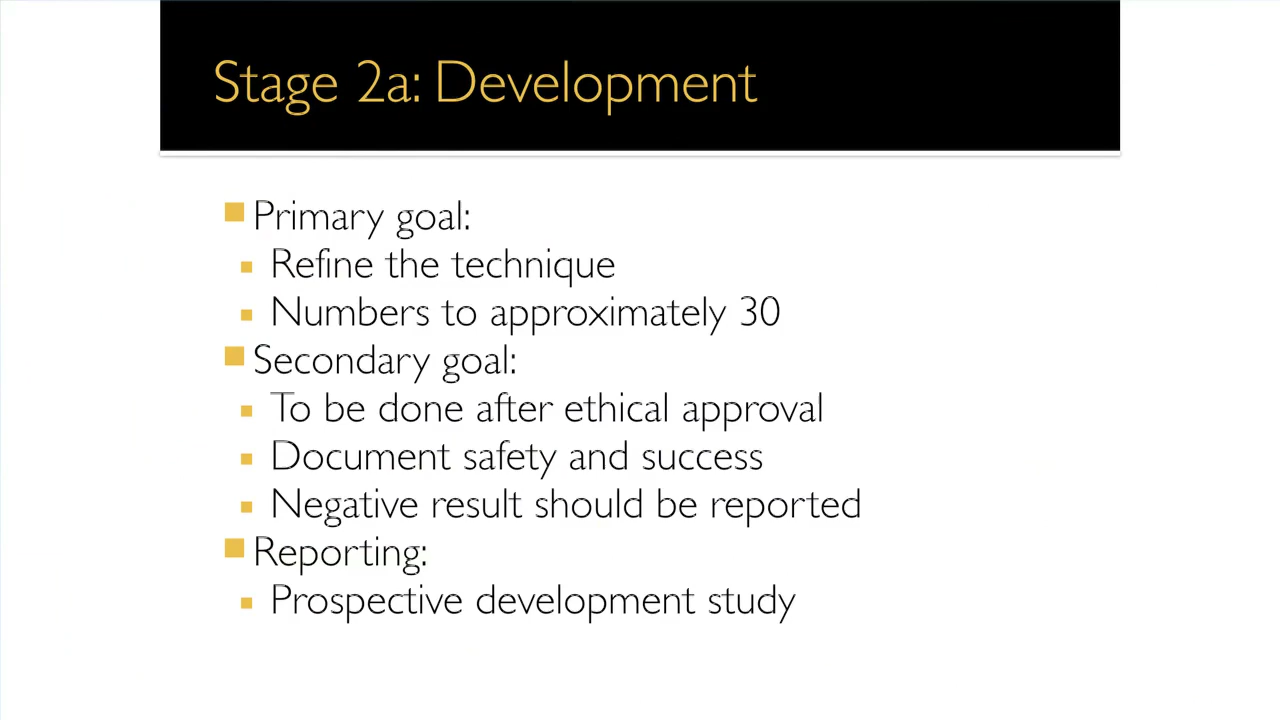 Stage 2a: Development
Primary goal:
Refine the technique
Numbers to approximately 30
Secondary goal:
To be done after ethical approval
Document safety and success
Negative result should be reported
Reporting:
Prospective development study